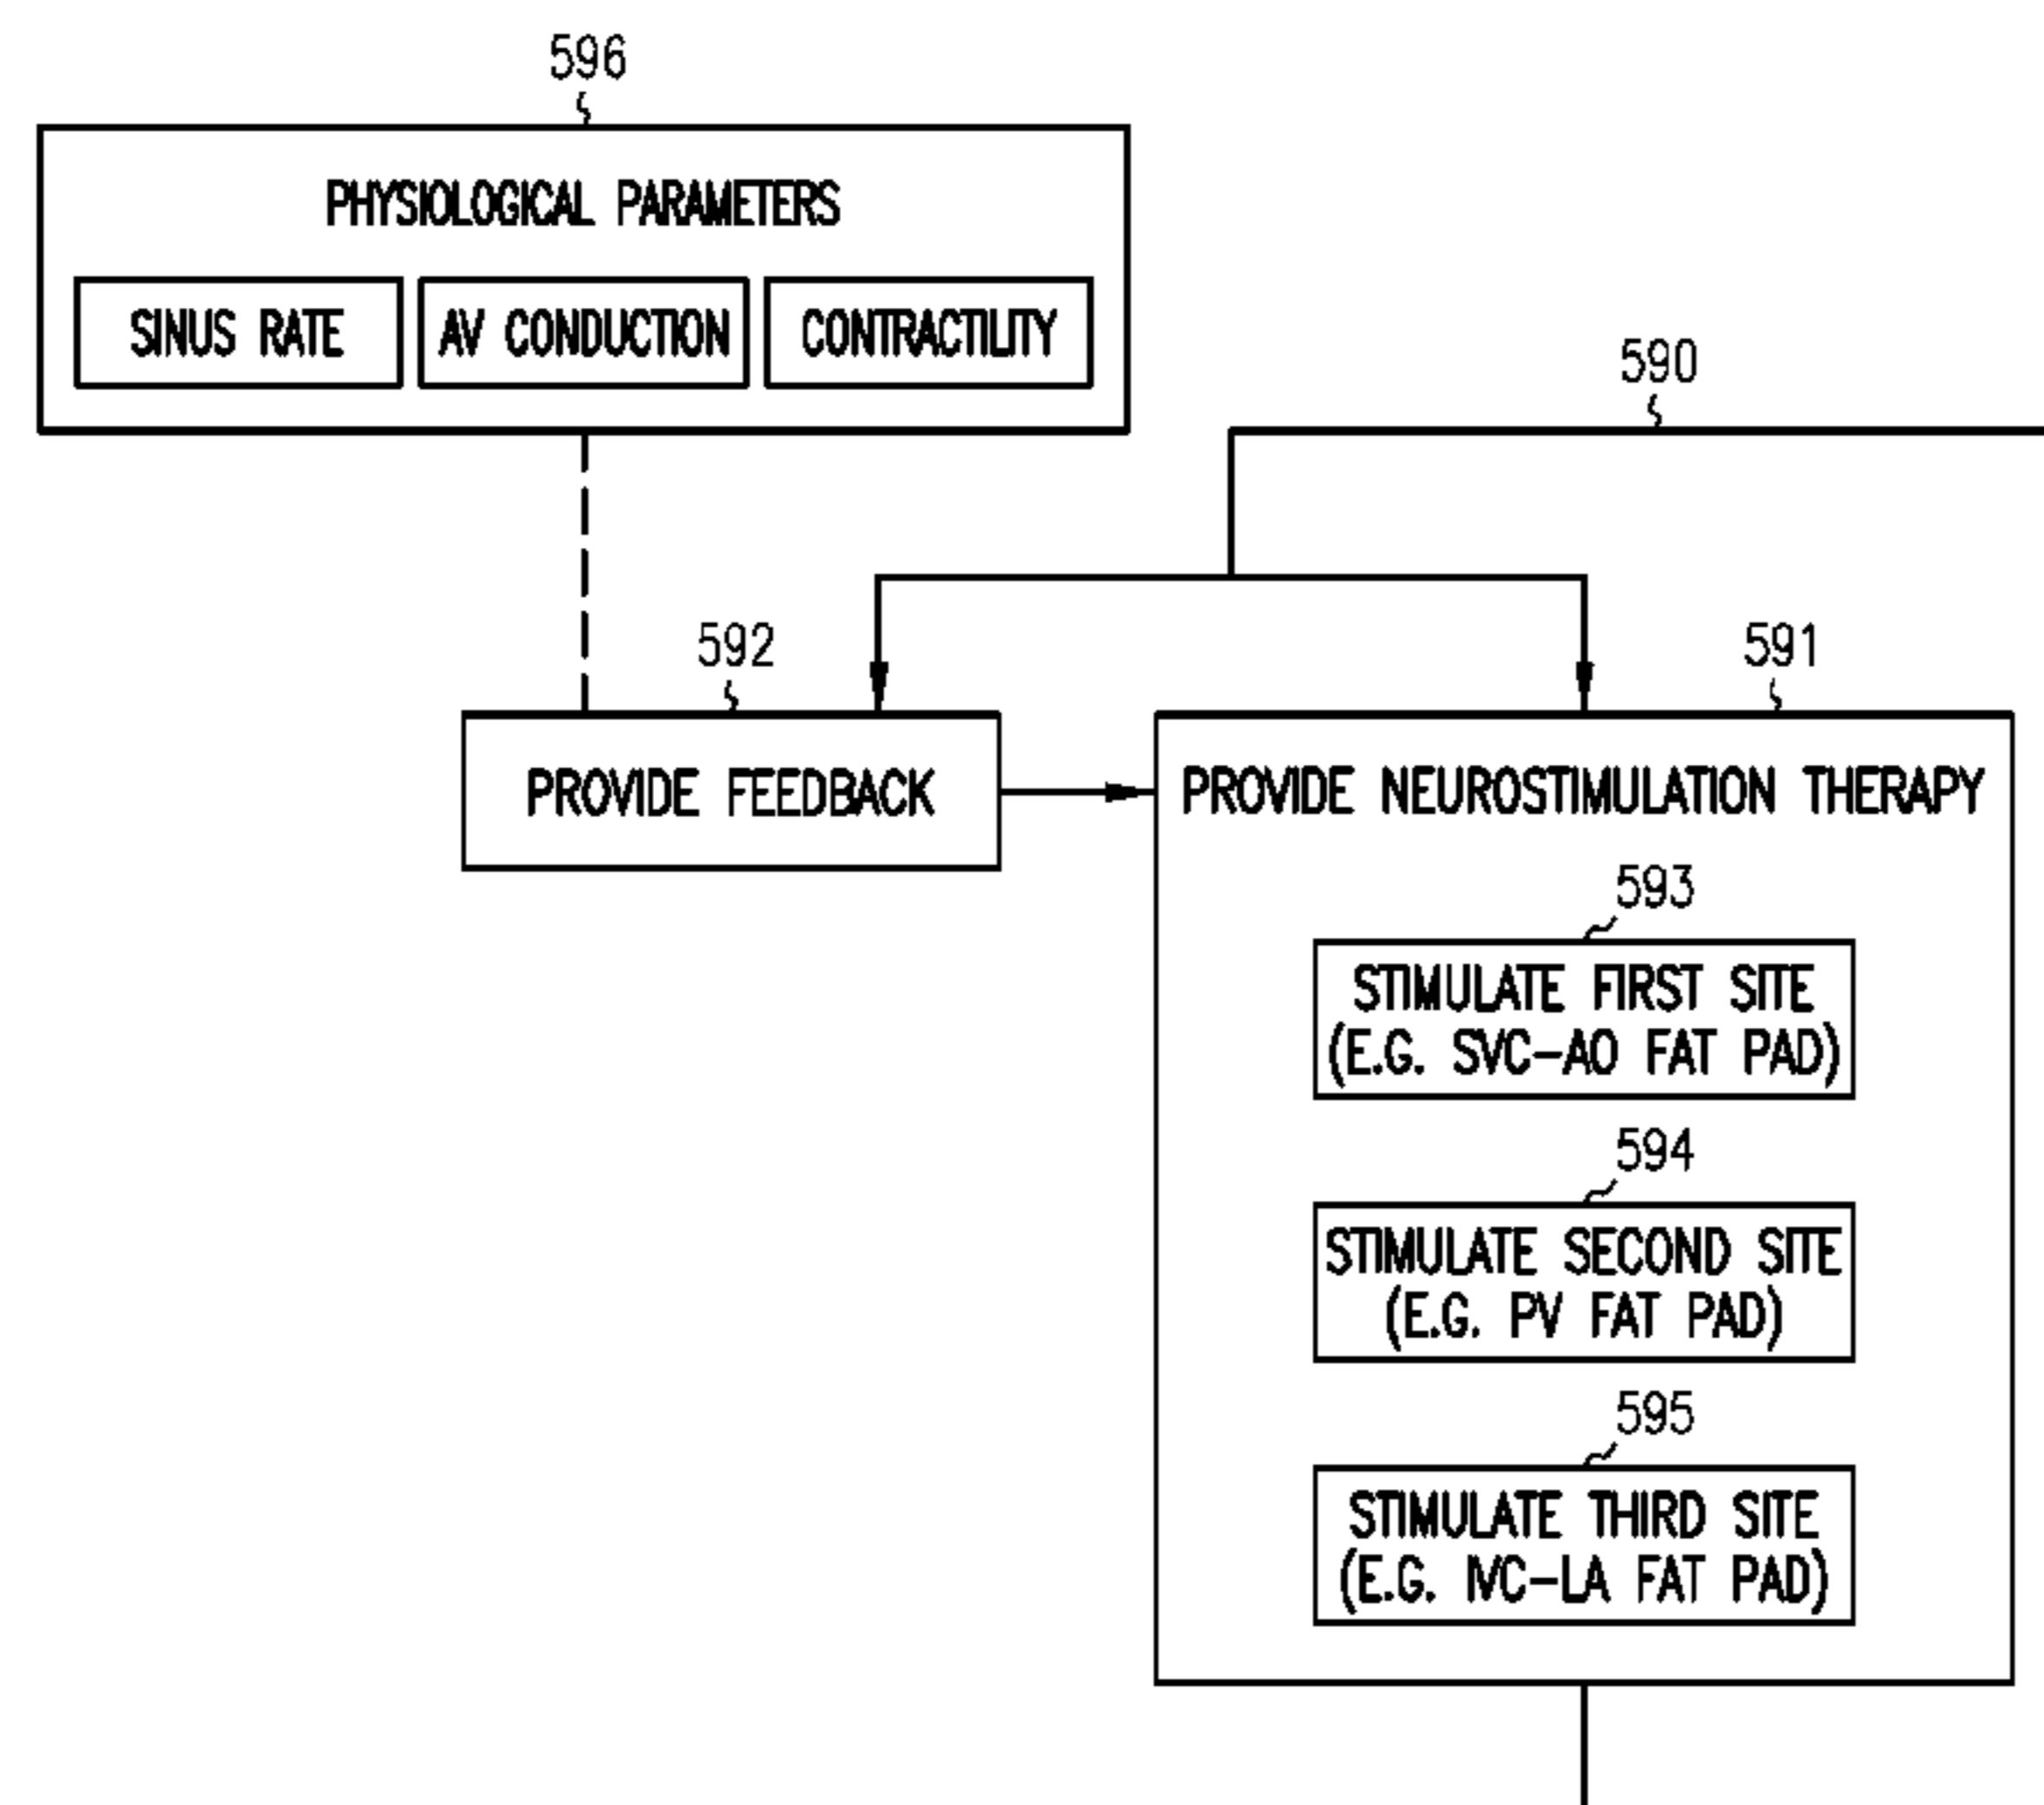 596
PHYSIOLOGICAL PARAMETERS
SINUS RATE
AV CONDUCTION
CONTRACTILITY
590
592
PROVIDE FEEDBACK
591
PROVIDE NEUROSTIMULATION THERAPY
593
STIMULATE FIRST SITE
(E.G. SVC-AO FAT PAD)
594
STIMULATE SECOND SITE
(E.G. PV FAT PAD)
595
STIMULATE THIRD SITE
(E.G. IVC-LA FAT PAD)